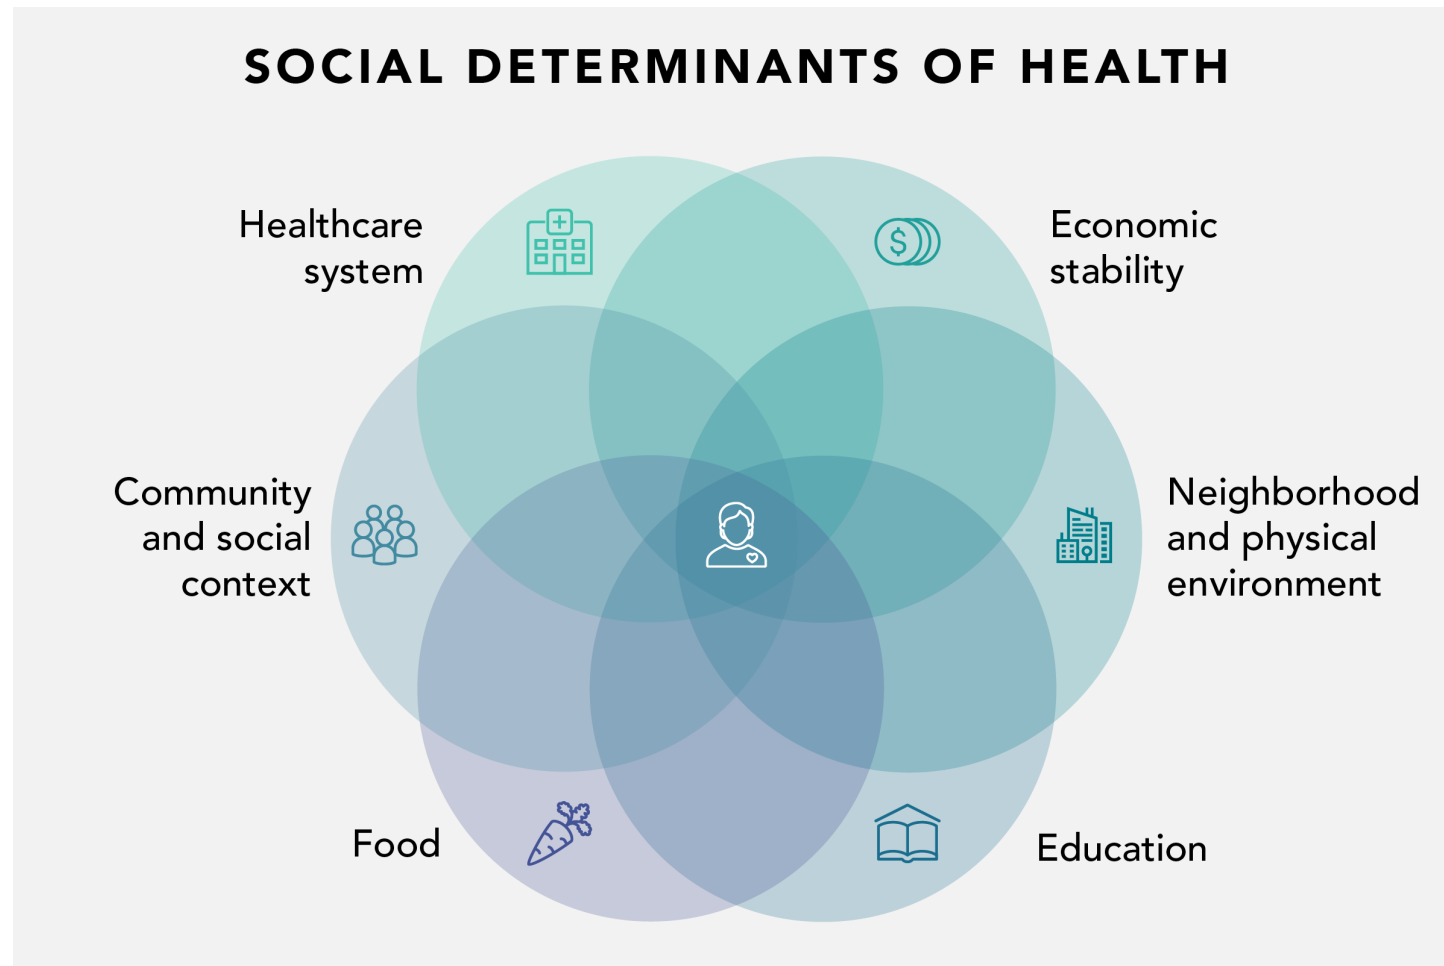 SOCIAL DETERMINANTS OF HEALTH
Healthcare
system
Economic
stability
$
Community
and social
context
Neighborhood
and physical
environment
Food
Education